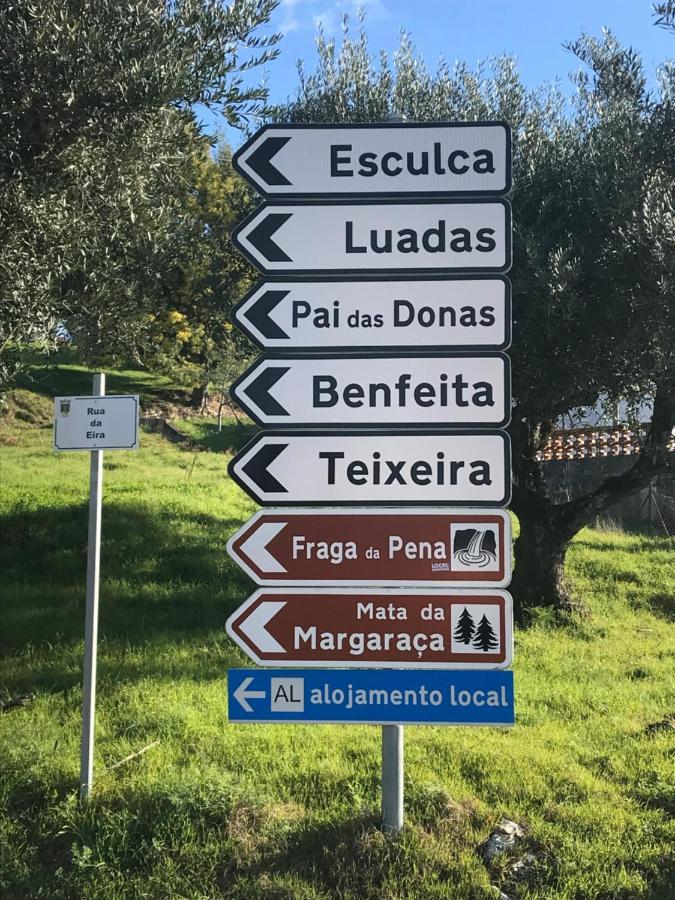 Esculca
Luadas
Pai das Donas
Benfeita
Teixeira
Fraga da Pena
Mata da
Margaraça
AL alojamento local
Rua
da
Eira